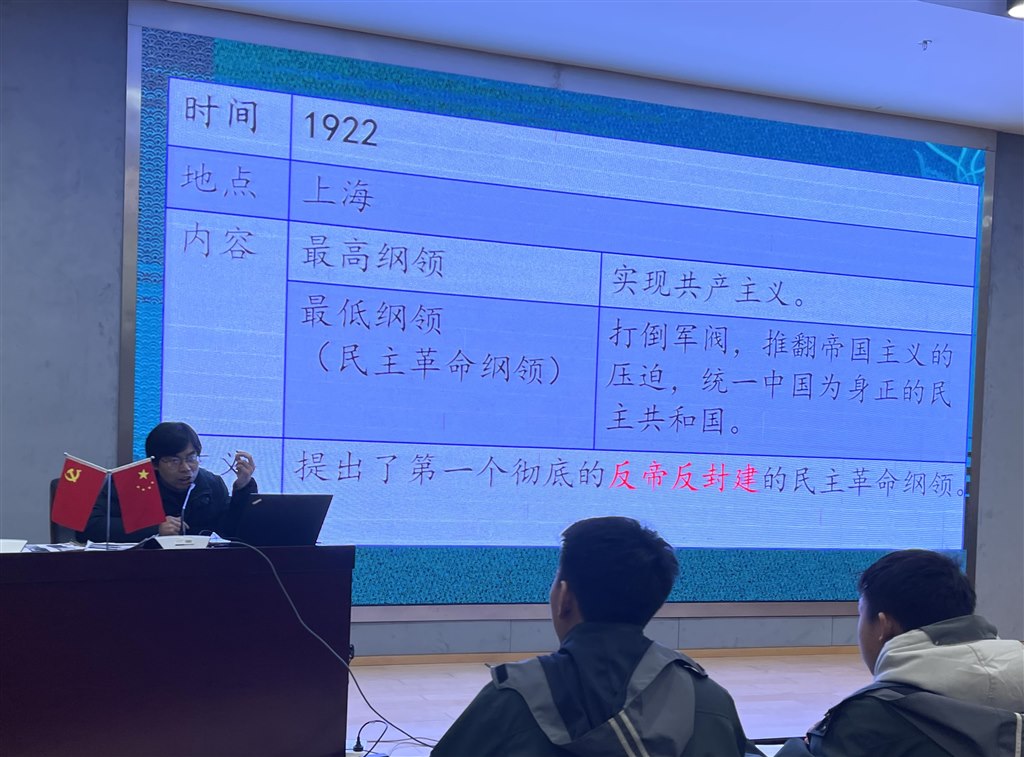 时间
1922
地点
上海
内容
最高纲领
实现共产主义。
最低纲领
（民主革命纲领）
打倒军阀，推翻帝国主义的
压迫，统一中国为身正的民
主共和国。
义
提出了第一个彻底的反帝反封建的民主革命纲领。